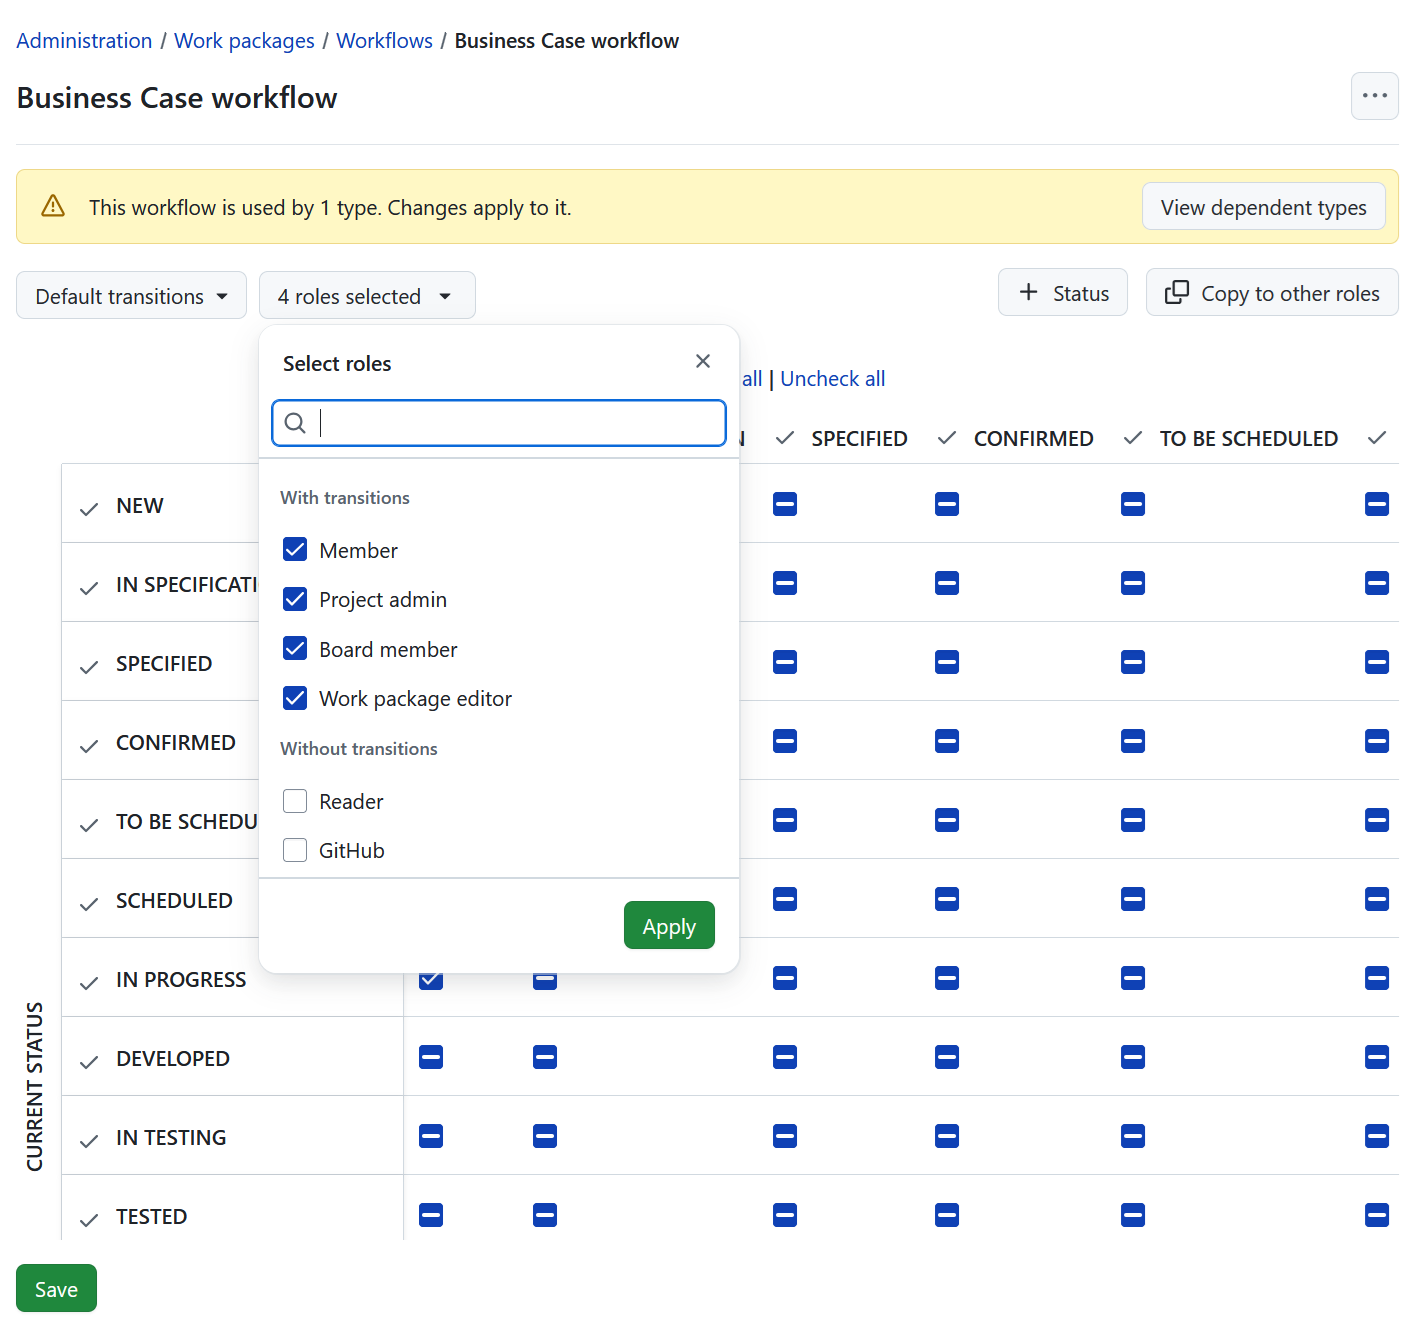 Administration / Work packages / Workflows / Business Case workflow
Business Case workflow
This workflow is used by 1 type. Changes apply to it.
View dependent types
Default transitions
4 roles selected
+ Status
Copy to other roles
Select roles
all | Uncheck all
With transitions
Member
Project admin
Board member
Work package editor
Without transitions
Reader
GitHub
Apply
SPECIFIED
CONFIRMED
TO BE SCHEDULED
CURRENT STATUS
NEW
IN SPECIFICATI
SPECIFIED
CONFIRMED
TO BE SCHEDU
SCHEDULED
IN PROGRESS
DEVELOPED
IN TESTING
TESTED
Save